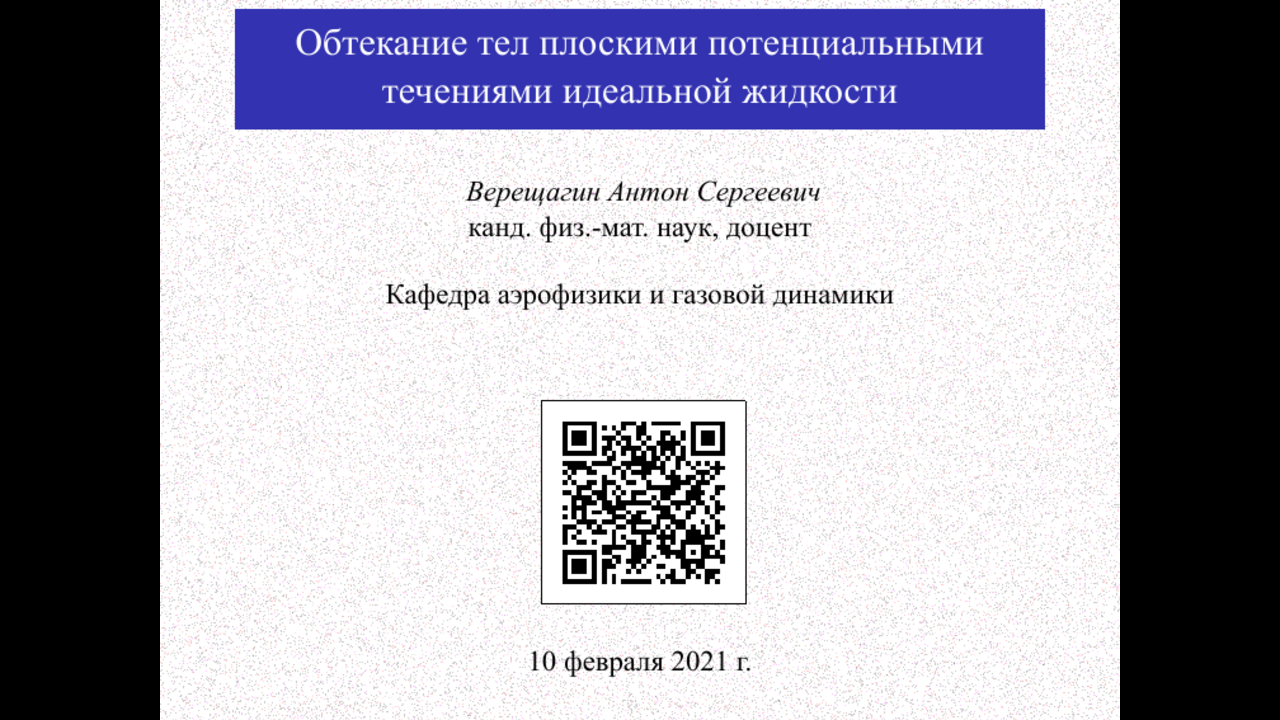 Обтекание тел плоскими потенциальными
течениями идеальной жидкости
Верещагин Антон Сергеевич
канд. физ.-мат. наук, доцент
Кафедра аэрофизики и газовой динамики
10 февраля 2021 г.